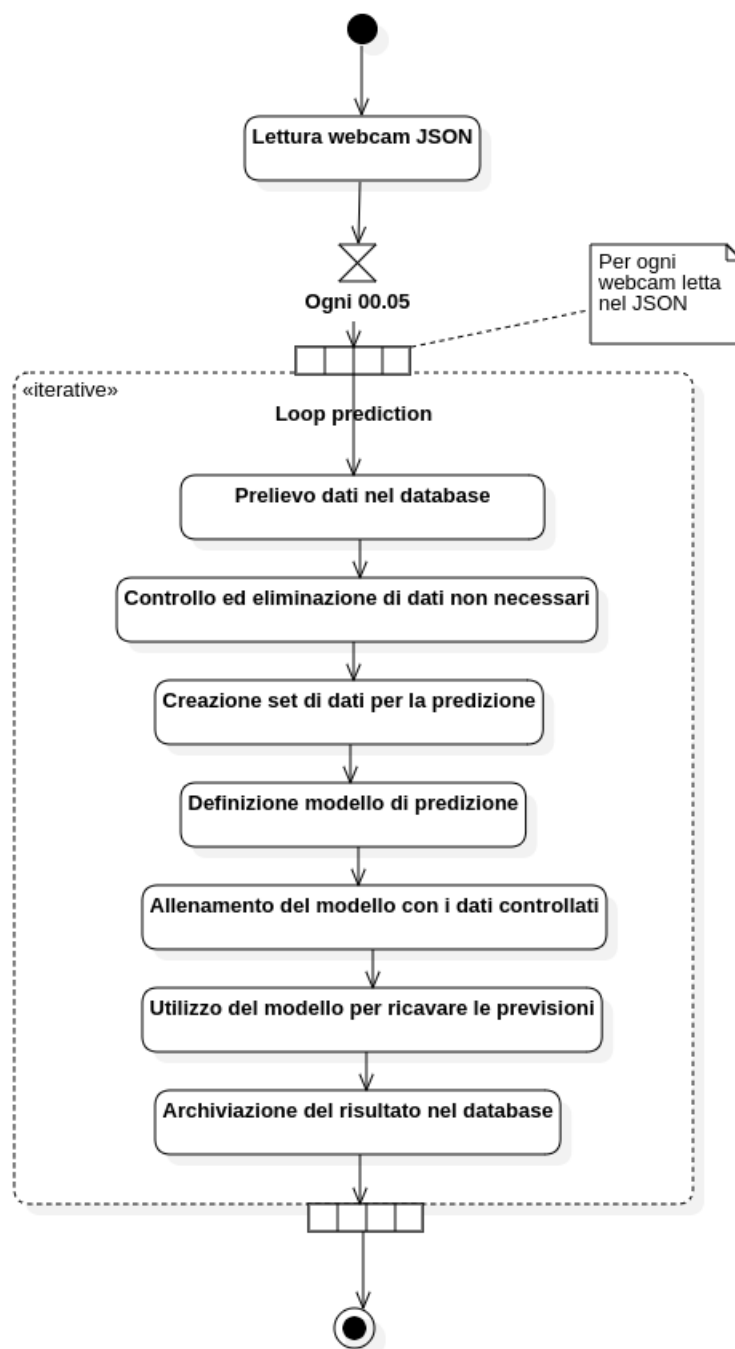 Lettura webcam JSON
Ogni 00.05
Per ogni
webcam letta
nel JSON
«iterative»
Loop prediction
Prelievo dati nel database
Controllo ed eliminazione di dati non necessari
Creazione set di dati per la predizione
Definizione modello di predizione
Allenamento del modello con i dati controllati
Utilizzo del modello per ricavare le previsioni
Archiviazione del risultato nel database